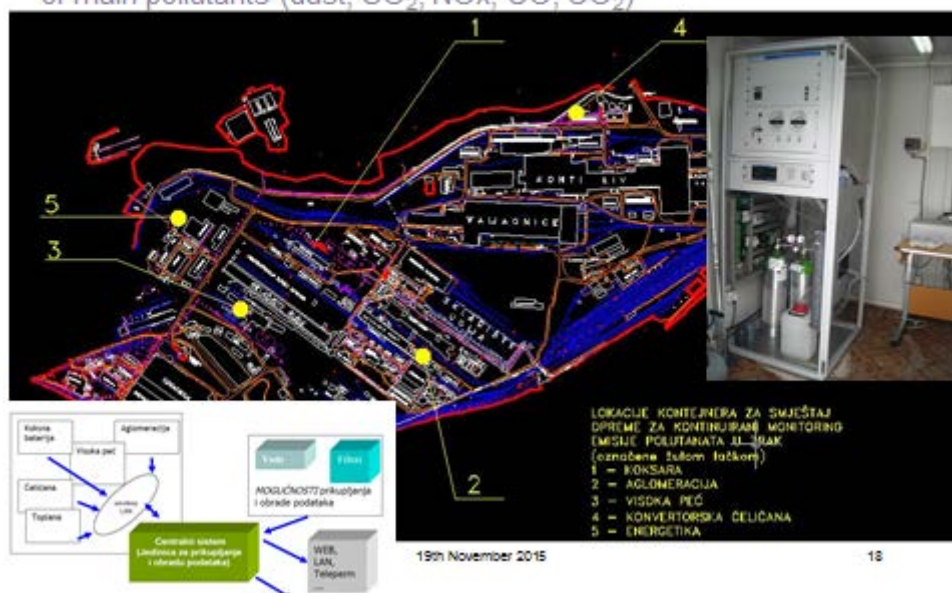 of main pollutants (dust, SO2, NOx, CO, CO2)
1
4
5
3
2
KONTI LIV
VALJAONICE
LOKACIJE KONTEJNERA ZA SMJEŠTAJ
OPREME ZA KONTINUIRANI MONITORING
EMISIJE POLUTANATA U ZRAK
(označene žutom tačkom)
1 – KOKSARA
2 – AGLOMERACIJA
3 – VISOKA PEĆ
4 – KONVERTORSKA ČELIČANA
5 – ENERGETIKA
Koksna
baterija
Aglomeracija
Visoka peć
Čeličana
Toplana
LAN
Voda
MOGUĆNOSTI prikupljanja
i obrade podataka
Centralni sistem
(Jedinica za prikupljanje
i obradu podataka)
WEB,
LAN,
Teleperm
....
19th November 2015
18